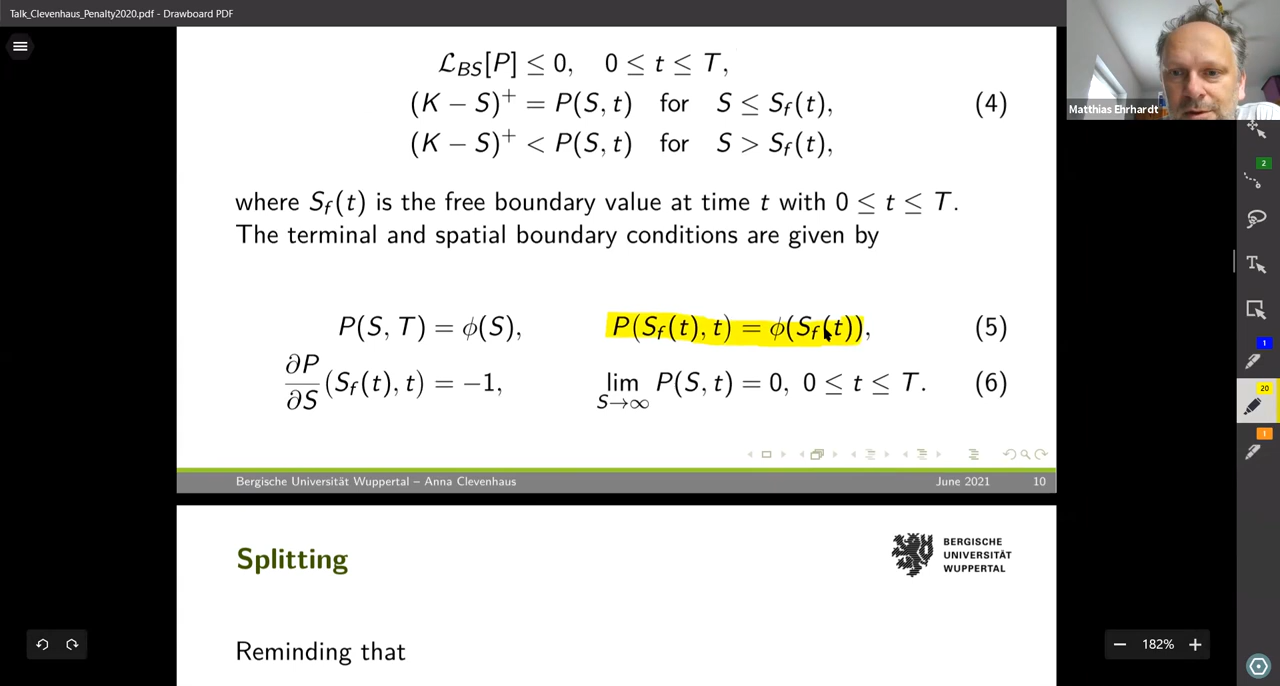 Talk_Clevenhaus_Penalty2020.pdf - Drawboard PDF
ℒ_BS[P] ≤ 0, 0 ≤ t ≤ T,
(K − S)⁺ = P(S, t) for S ≤ S_f(t), (4)
(K − S)⁺ < P(S, t) for S > S_f(t),
Matthias Ehrhardt
where S_f(t) is the free boundary value at time t with 0 ≤ t ≤ T.
The terminal and spatial boundary conditions are given by
P(S, T) = ϕ(S), P(S_f(t), t) = ϕ(S_f(t)), (5)
∂P/∂S (S_f(t), t) = −1, lim_{S→∞} P(S, t) = 0, 0 ≤ t ≤ T. (6)
Bergische Universität Wuppertal – Anna Clevenhaus June 2021 10
Splitting
BERGISCHE
UNIVERSITÄT
WUPPERTAL
Reminding that
2
1
20
1
182%